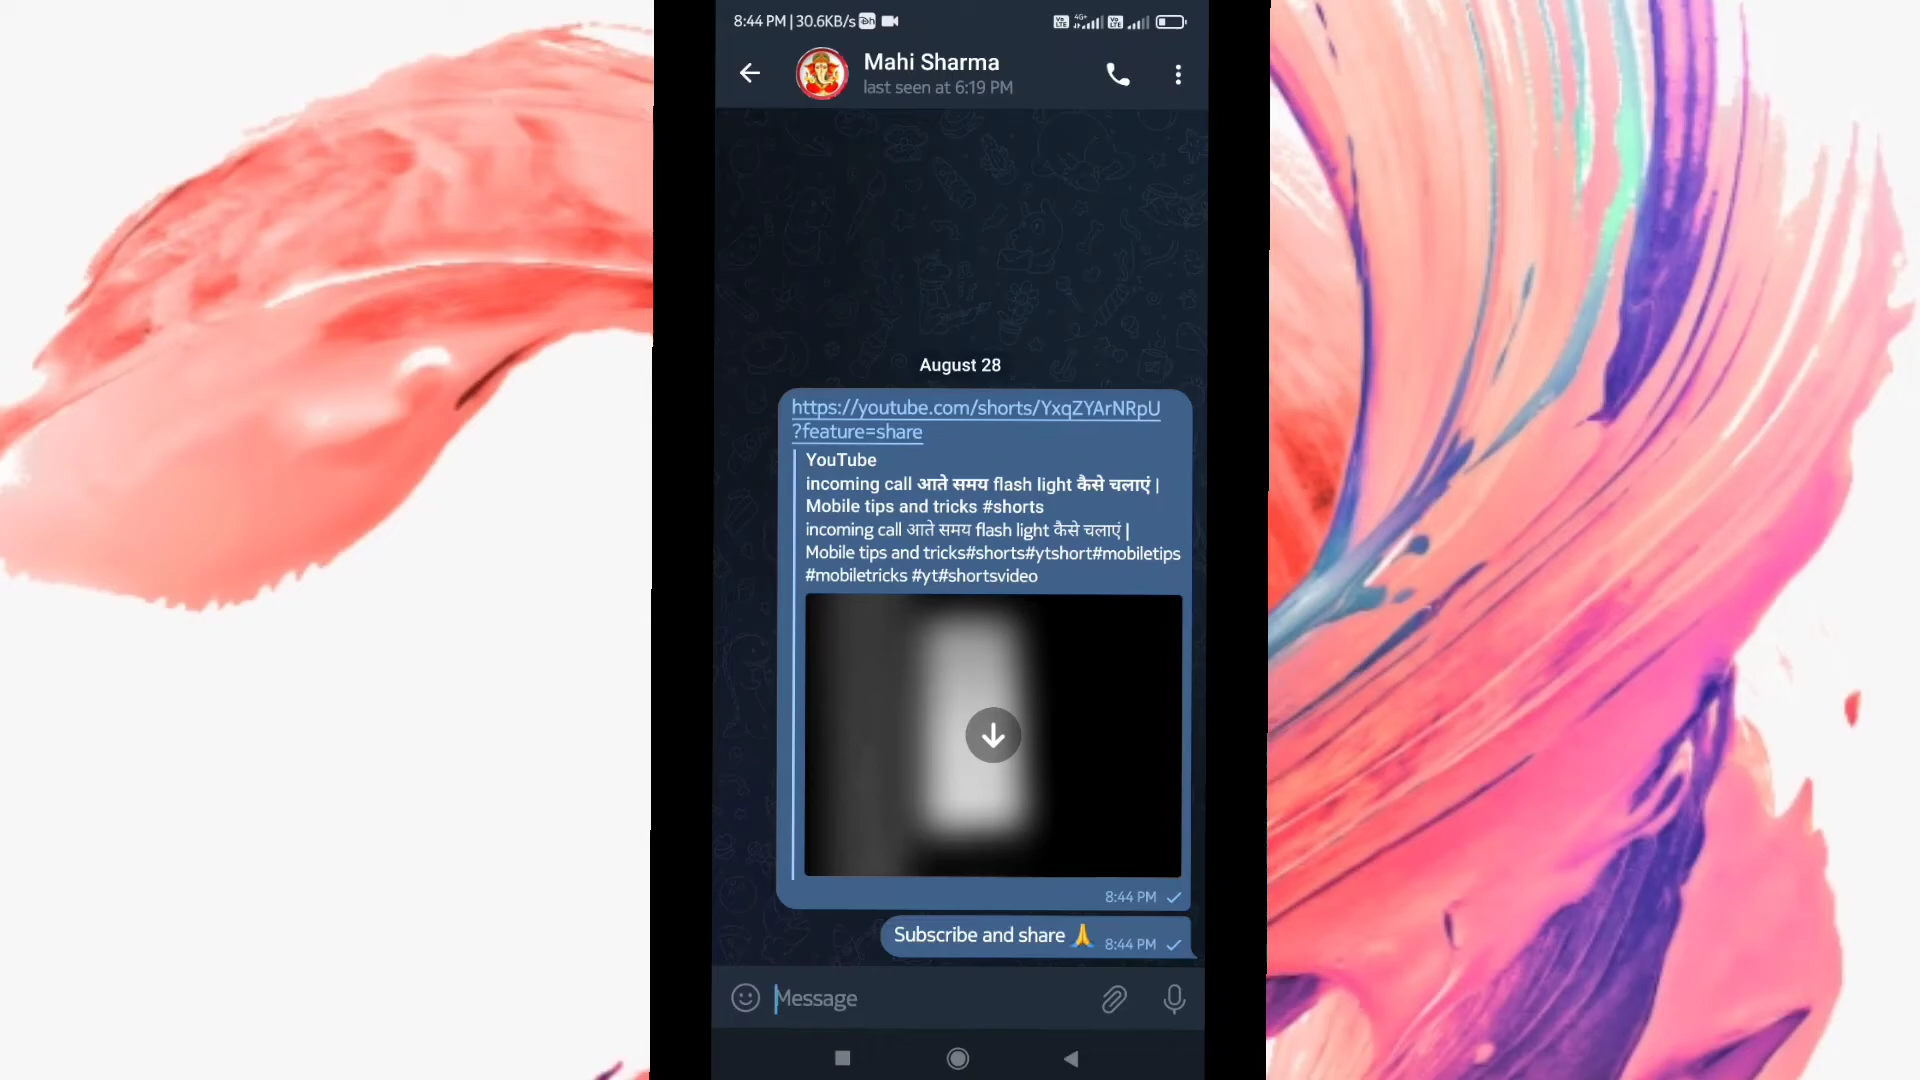 8:44 PM | 30.6KB/s
Mahi Sharma
last seen at 6:19 PM
August 28
https://youtube.com/shorts/YxqZYArNRpU
?feature=share
YouTube
incoming call आते समय flash light कैसे चलाएं |
Mobile tips and tricks #shorts
incoming call आते समय flash light कैसे चलाएं |
Mobile tips and tricks#shorts#ytshort#mobiletips
#mobiletricks #yt#shortsvideo
8:44 PM
Subscribe and share 🙏 8:44 PM
Message